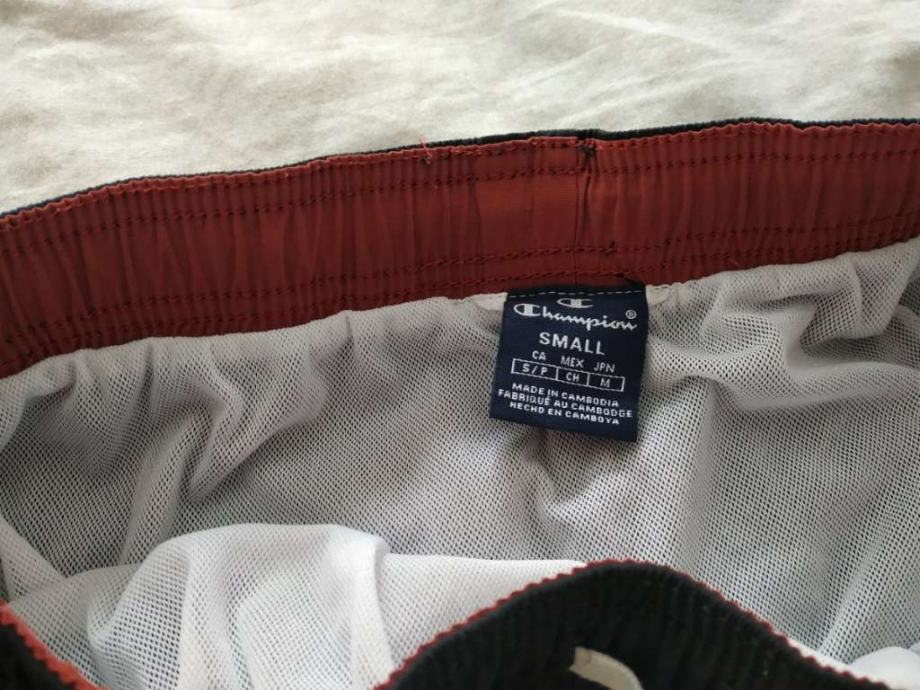 Champion®
SMALL
CA MEX JPN
S/P CH M
MADE IN CAMBODIA
FABRIQUÉ AU CAMBODGE
HECHO EN CAMBOYA